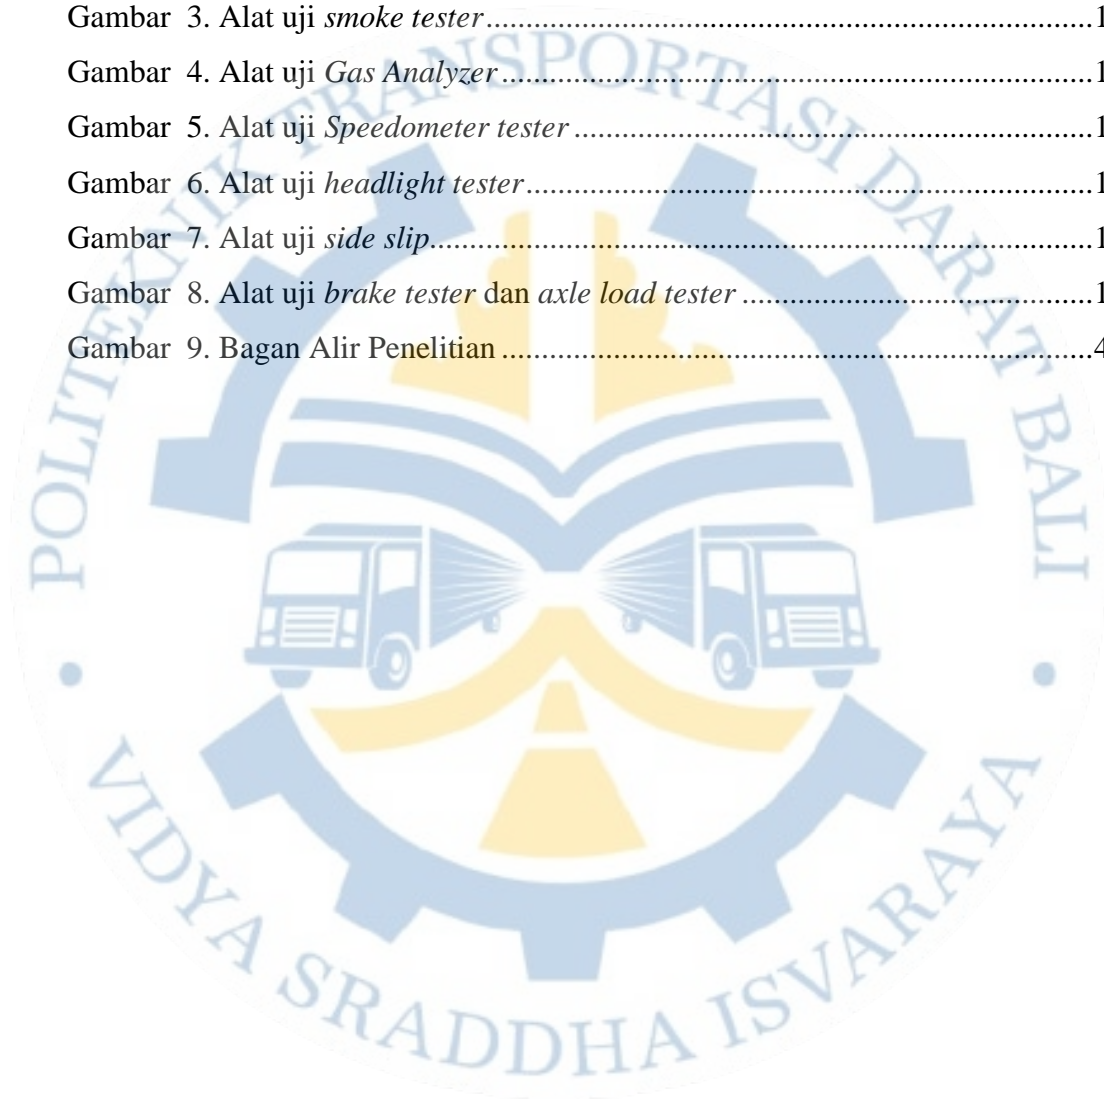 Gambar 3. Alat uji smoke tester..........1
Gambar 4. Alat uji Gas Analyzer..........1
Gambar 5. Alat uji Speedometer tester..........1
Gambar 6. Alat uji headlight tester..........1
Gambar 7. Alat uji side slip..........1
Gambar 8. Alat uji brake tester dan axle load tester..........1
Gambar 9. Bagan Alir Penelitian..........4
POLITEKNIK TRANSPORTASI DARAT BALI
VIDYA SRADDHA ISVARAYA